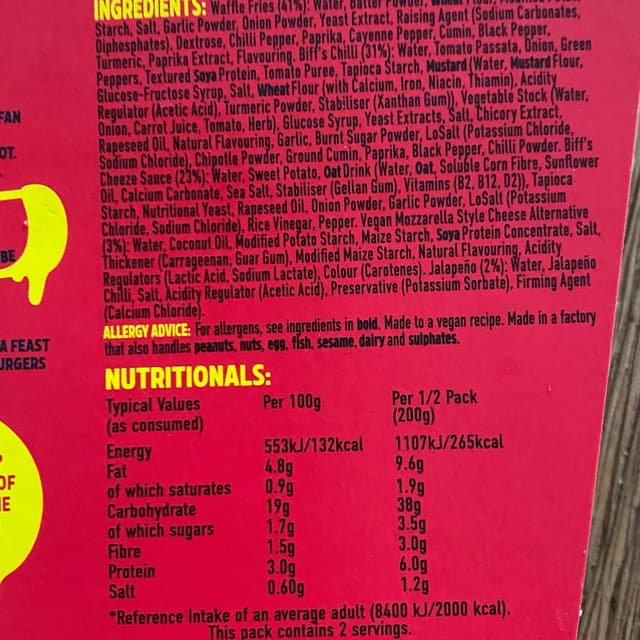 INGREDIENTS: Waffle Fries (41%): Water, Batter Powder, Wheat Flour, Modified
Starch, Salt, Garlic Powder, Onion Powder, Yeast Extract, Raising Agent (Sodium Carbonates,
Diphosphates), Dextrose, Chilli Pepper, Paprika, Cayenne Pepper, Cumin, Black Pepper,
Turmeric, Paprika Extract, Flavouring. Biff's Chilli (31%): Water, Tomato Passata, Onion, Green
Peppers, Textured Soya Protein, Tomato Puree, Tapioca Starch, Mustard (Water, Mustard Flour,
Glucose-Fructose Syrup, Salt, Wheat Flour (with Calcium, Iron, Niacin, Thiamin), Acidity
Regulator (Acetic Acid), Turmeric Powder, Stabiliser (Xanthan Gum)), Vegetable Stock (Water,
Onion, Carrot Juice, Tomato, Herb), Glucose Syrup, Yeast Extracts, Salt, Chicory Extract,
Rapeseed Oil, Natural Flavouring, Garlic, Burnt Sugar Powder, LoSalt (Potassium Chloride,
Sodium Chloride), Chipotle Powder, Ground Cumin, Paprika, Black Pepper, Chilli Powder. Biff's
Cheeze Sauce (23%): Water, Sweet Potato, Oat Drink (Water, Oat, Soluble Corn Fibre, Sunflower
Oil, Calcium Carbonate, Sea Salt, Stabiliser (Gellan Gum), Vitamins (B2, B12, D2)), Tapioca
Starch, Nutritional Yeast, Rapeseed Oil, Onion Powder, Garlic Powder, LoSalt (Potassium
Chloride, Sodium Chloride), Rice Vinegar, Pepper. Vegan Mozzarella Style Cheese Alternative
(3%): Water, Coconut Oil, Modified Potato Starch, Maize Starch, Soya Protein Concentrate, Salt,
Thickener (Carrageenan, Guar Gum), Modified Maize Starch, Natural Flavouring, Acidity
Regulators (Lactic Acid, Sodium Lactate), Colour (Carotenes). Jalapeño (2%): Water, Jalapeño
Chilli, Salt, Acidity Regulator (Acetic Acid), Preservative (Potassium Sorbate), Firming Agent
(Calcium Chloride).
ALLERGY ADVICE: For allergens, see ingredients in bold. Made to a vegan recipe. Made in a factory
that also handles peanuts, nuts, egg, fish, sesame, dairy and sulphates.
NUTRITIONALS:
Typical Values Per 100g Per 1/2 Pack
(as consumed) (200g)
Energy 553kJ/132kcal 1107kJ/265kcal
Fat 4.8g 9.6g
of which saturates 0.9g 1.9g
Carbohydrate 19g 38g
of which sugars 1.7g 3.5g
Fibre 1.5g 3.0g
Protein 3.0g 6.0g
Salt 0.60g 1.2g
*Reference Intake of an average adult (8400 kJ/2000 kcal).
This pack contains 2 servings.
FAN
OT.
BE
A FEAST
URGERS
OF